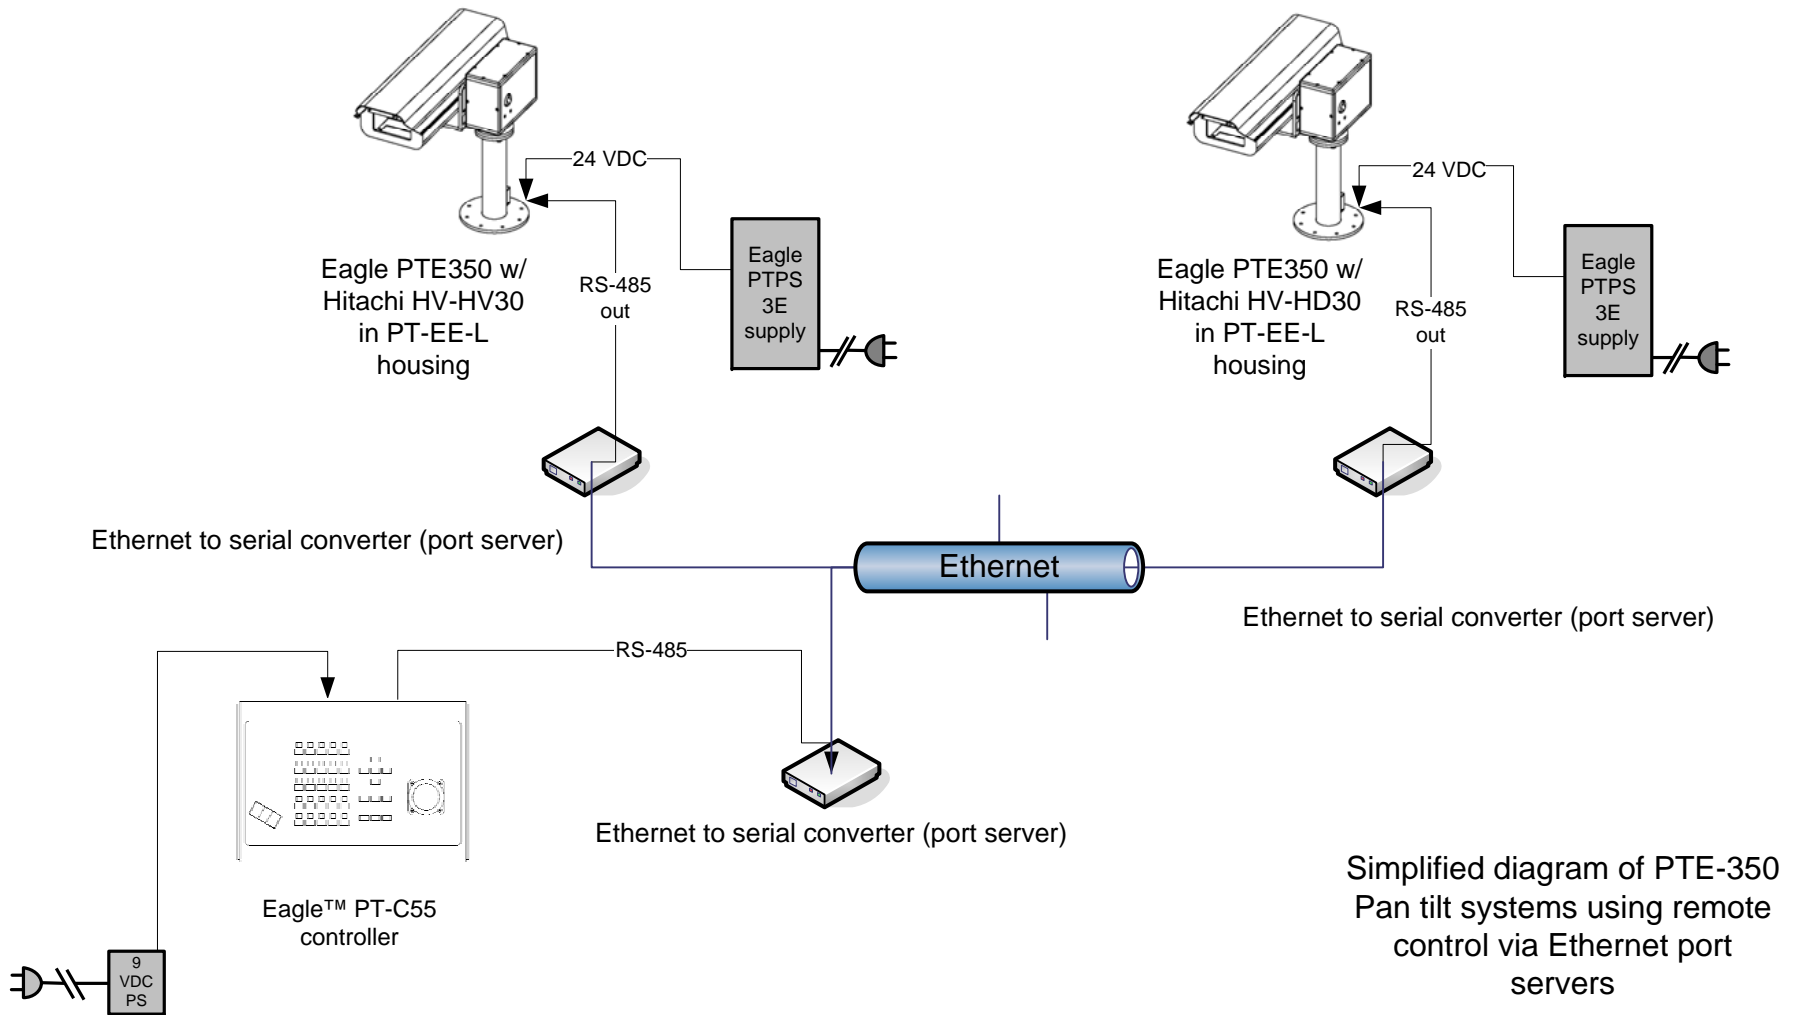 24 VDC
24 VDC
Eagle PTE350 w/
Hitachi HV-HV30
in PT-EE-L
housing
RS-485
out
Eagle
PTPS
3E
supply
Eagle PTE350 w/
Hitachi HV-HD30
in PT-EE-L
housing
RS-485
out
Eagle
PTPS
3E
supply
Ethernet to serial converter (port server)
Ethernet
Ethernet to serial converter (port server)
RS-485
Ethernet to serial converter (port server)
Eagle™ PT-C55
controller
9
VDC
PS
Simplified diagram of PTE-350
Pan tilt systems using remote
control via Ethernet port
servers